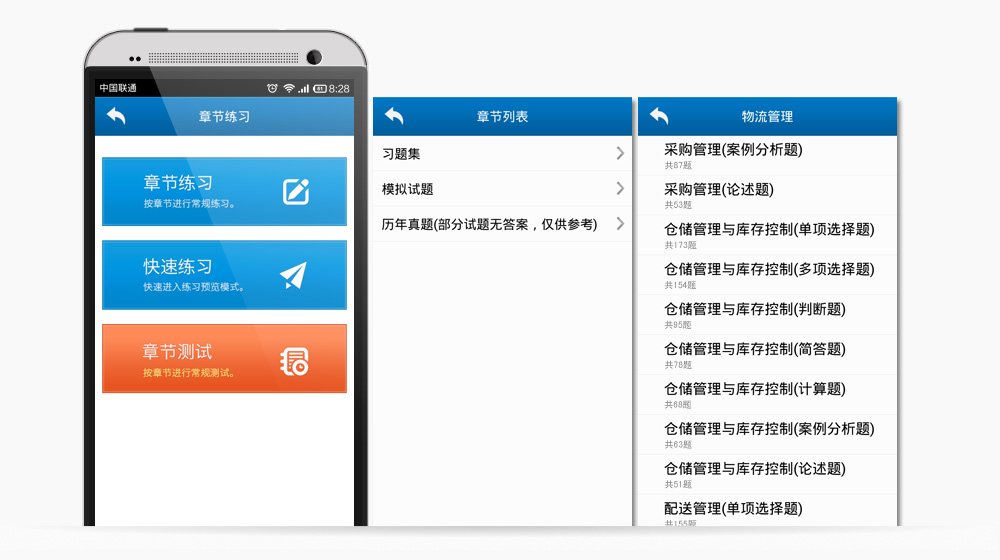 中国联通
8:28
章节练习
章节练习
按章节进行常规练习。
快速练习
快速进入练习预览模式。
章节测试
按章节进行常规测试。
章节列表
习题集
模拟试题
历年真题(部分试题无答案，仅供参考)
物流管理
采购管理(案例分析题)
共87题
采购管理(论述题)
共53题
仓储管理与库存控制(单项选择题)
共173题
仓储管理与库存控制(多项选择题)
共154题
仓储管理与库存控制(判断题)
共95题
仓储管理与库存控制(简答题)
共78题
仓储管理与库存控制(计算题)
共68题
仓储管理与库存控制(案例分析题)
共63题
仓储管理与库存控制(论述题)
共51题
配送管理(单项选择题)
共155题